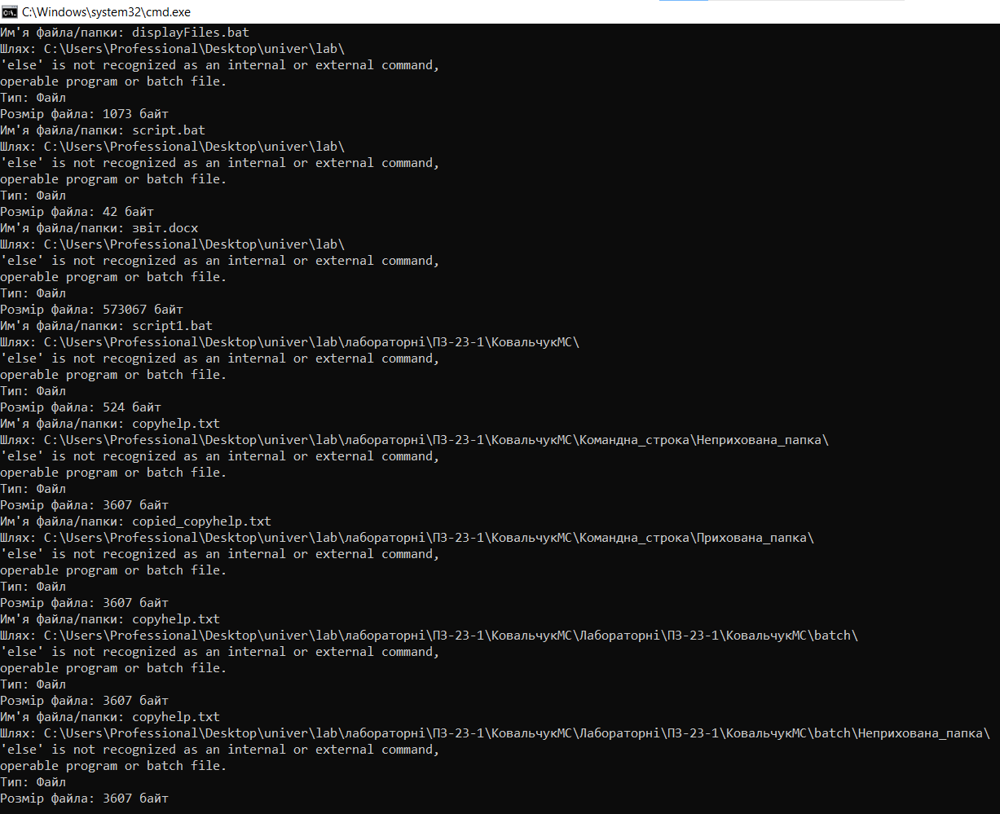 C:\Windows\system32\cmd.exe
Им'я файла/папки: displayFiles.bat
Шлях: C:\Users\Professional\Desktop\univer\lab\
'else' is not recognized as an internal or external command,
operable program or batch file.
Тип: Файл
Розмір файла: 1073 байт
Им'я файла/папки: script.bat
Шлях: C:\Users\Professional\Desktop\univer\lab\
'else' is not recognized as an internal or external command,
operable program or batch file.
Тип: Файл
Розмір файла: 42 байт
Им'я файла/папки: звіт.docx
Шлях: C:\Users\Professional\Desktop\univer\lab\
'else' is not recognized as an internal or external command,
operable program or batch file.
Тип: Файл
Розмір файла: 573067 байт
Им'я файла/папки: script1.bat
Шлях: C:\Users\Professional\Desktop\univer\lab\лабораторні\ПЗ-23-1\КовальчукМС\
'else' is not recognized as an internal or external command,
operable program or batch file.
Тип: Файл
Розмір файла: 524 байт
Им'я файла/папки: copyhelp.txt
Шлях: C:\Users\Professional\Desktop\univer\lab\лабораторні\ПЗ-23-1\КовальчукМС\Командна_строка\Неприхована_папка\
'else' is not recognized as an internal or external command,
operable program or batch file.
Тип: Файл
Розмір файла: 3607 байт
Им'я файла/папки: copied_copyhelp.txt
Шлях: C:\Users\Professional\Desktop\univer\lab\лабораторні\ПЗ-23-1\КовальчукМС\Командна_строка\Прихована_папка\
'else' is not recognized as an internal or external command,
operable program or batch file.
Тип: Файл
Розмір файла: 3607 байт
Им'я файла/папки: copyhelp.txt
Шлях: C:\Users\Professional\Desktop\univer\lab\лабораторні\ПЗ-23-1\КовальчукМС\Лабораторні\ПЗ-23-1\КовальчукМС\batch\
'else' is not recognized as an internal or external command,
operable program or batch file.
Тип: Файл
Розмір файла: 3607 байт
Им'я файла/папки: copyhelp.txt
Шлях: C:\Users\Professional\Desktop\univer\lab\лабораторні\ПЗ-23-1\КовальчукМС\Лабораторні\ПЗ-23-1\КовальчукМС\batch\Неприхована_папка\
'else' is not recognized as an internal or external command,
operable program or batch file.
Тип: Файл
Розмір файла: 3607 байт